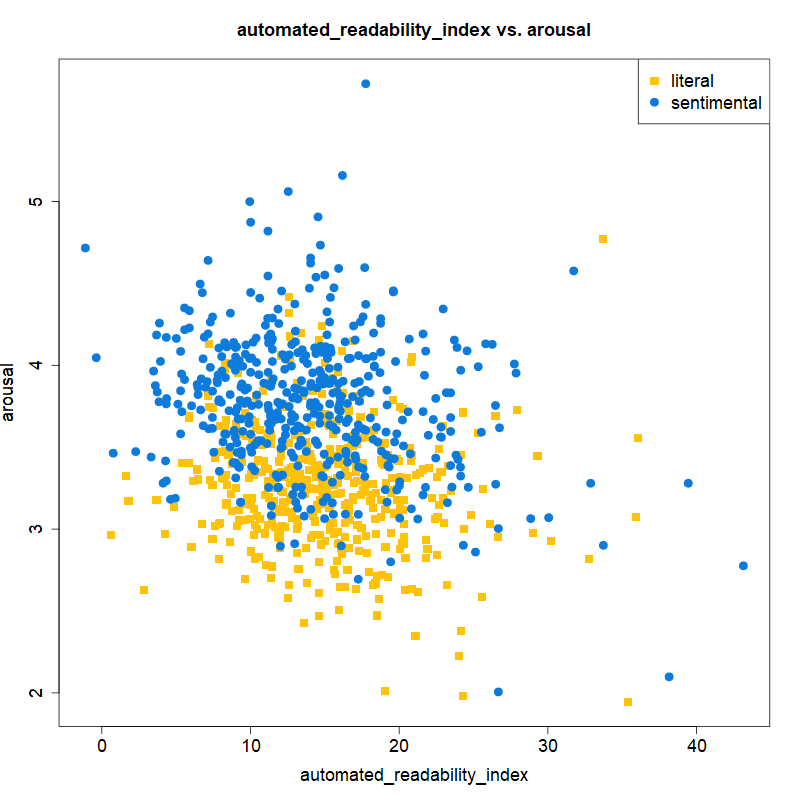 automated_readability_index vs. arousal
literal
sentimental
arousal
5
4
3
2
0
10
20
30
40
automated_readability_index